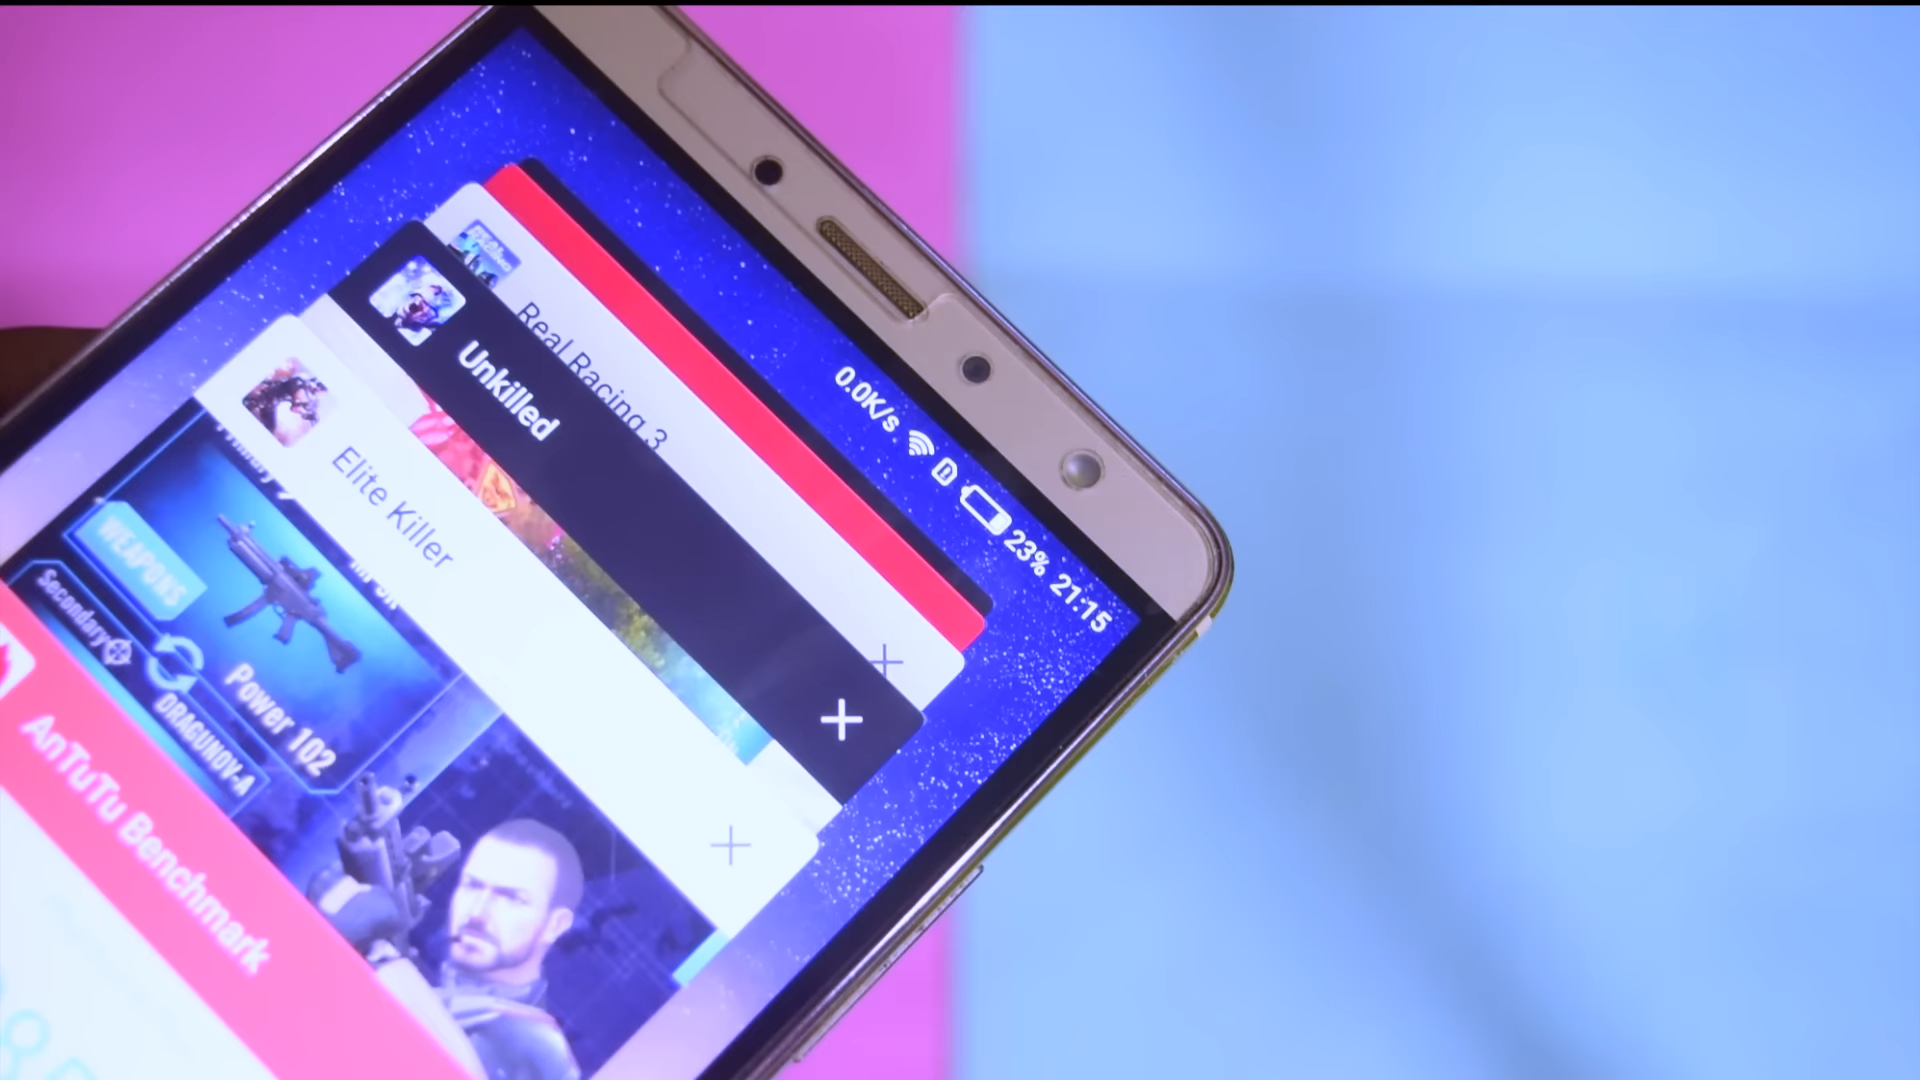 0.0K/s 23% 21:15
Real Racing 3
Unkilled
Elite Killer
WEAPONS
Secondary
Power 102
DRAGUNOV-A
AnTuTu Benchmark